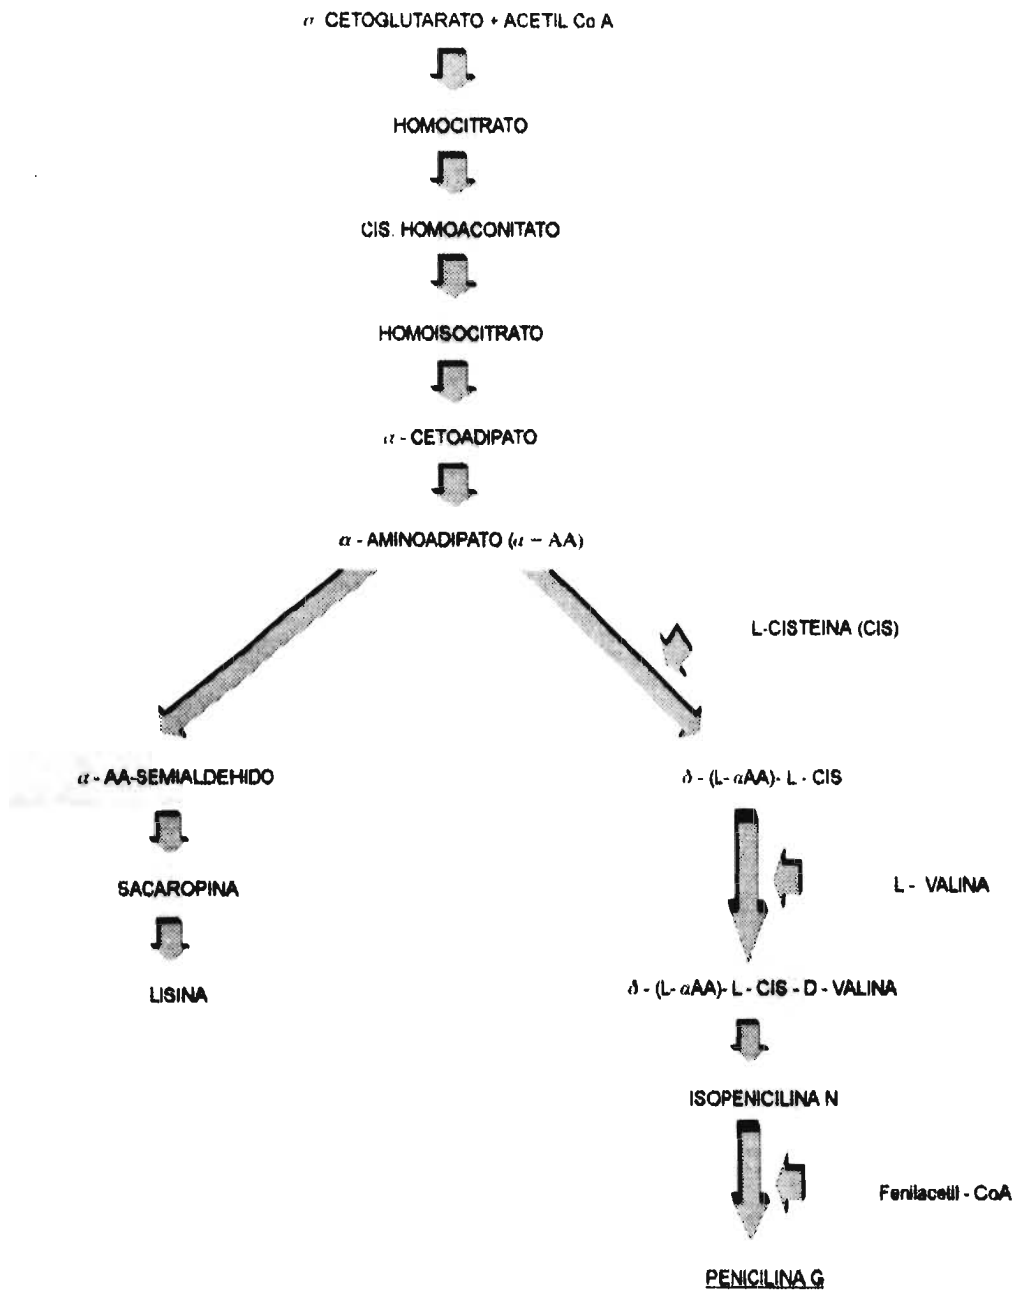 α CETOGLUTARATO + ACETIL Co A
HOMOCITRATO
CIS. HOMOACONITATO
HOMOISOCITRATO
α - CETOADIPATO
α - AMINOADIPATO (α – AA)
L-CISTEINA (CIS)
α - AA-SEMIALDEHIDO
δ - (L- αAA)- L - CIS
SACAROPINA
L - VALINA
LISINA
δ - (L- αAA)- L - CIS - D - VALINA
ISOPENICILINA N
Fenilacetil - CoA
PENICILINA G